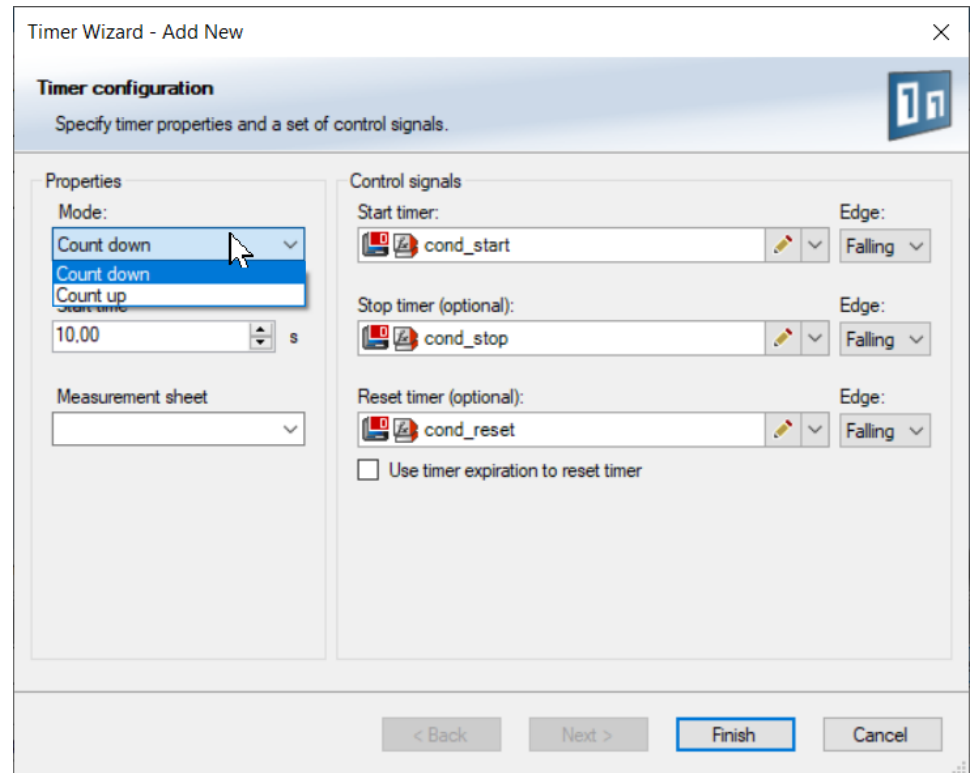 Timer Wizard - Add New
Timer configuration
Specify timer properties and a set of control signals.
Properties
Mode:
Count down
Count down
Count up
Start time
10,00
s
Measurement sheet
Control signals
Start timer:
Edge:
cond_start
Falling
Stop timer (optional):
Edge:
cond_stop
Falling
Reset timer (optional):
Edge:
cond_reset
Falling
Use timer expiration to reset timer
< Back
Next >
Finish
Cancel